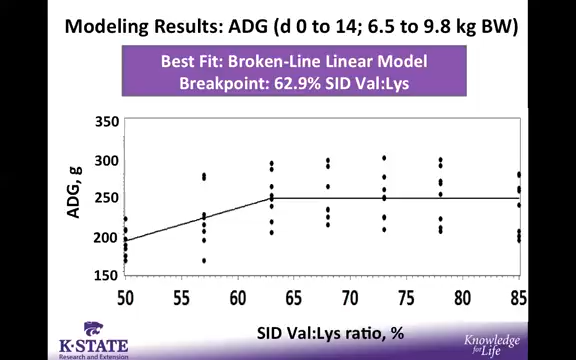 Modeling Results: ADG (d 0 to 14; 6.5 to 9.8 kg BW)
Best Fit: Broken-Line Linear Model
Breakpoint: 62.9% SID Val:Lys
350
300
250
200
150
ADG, g
50 55 60 65 70 75 80 85
SID Val:Lys ratio, %
K-STATE
Research and Extension
Knowledge
for Life